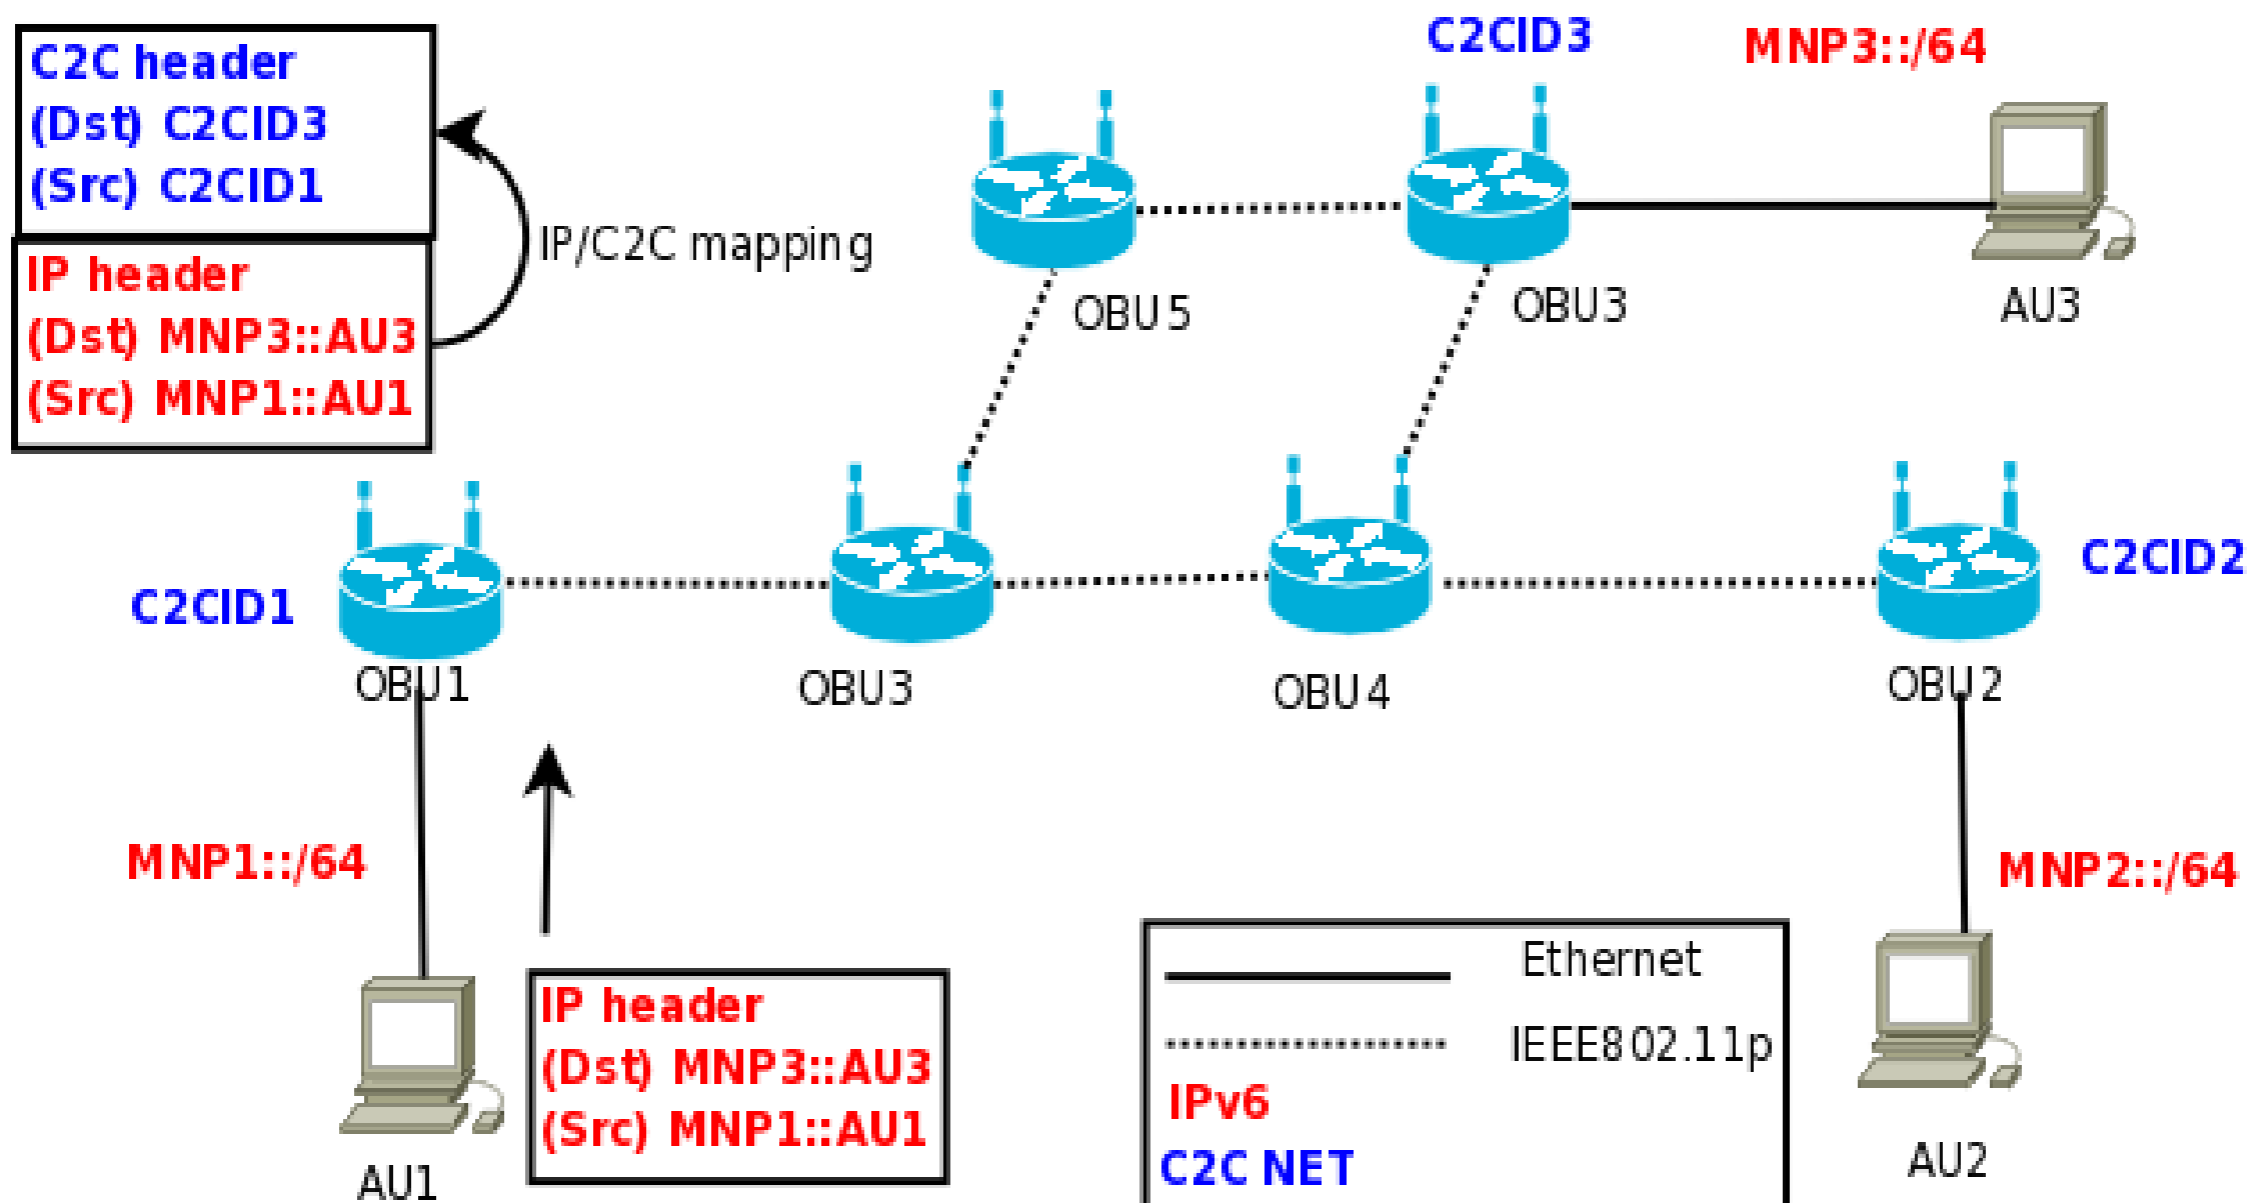 C2C header
(Dst) C2CID3
(Src) C2CID1
IP header
(Dst) MNP3::AU3
(Src) MNP1::AU1
IP/C2C mapping
C2CID3
MNP3::/64
OBU5
OBU3
AU3
C2CID1
OBU1
OBU3
OBU4
OBU2
C2CID2
MNP1::/64
MNP2::/64
AU1
IP header
(Dst) MNP3::AU3
(Src) MNP1::AU1
Ethernet
IEEE802.11p
IPv6
C2C NET
AU2